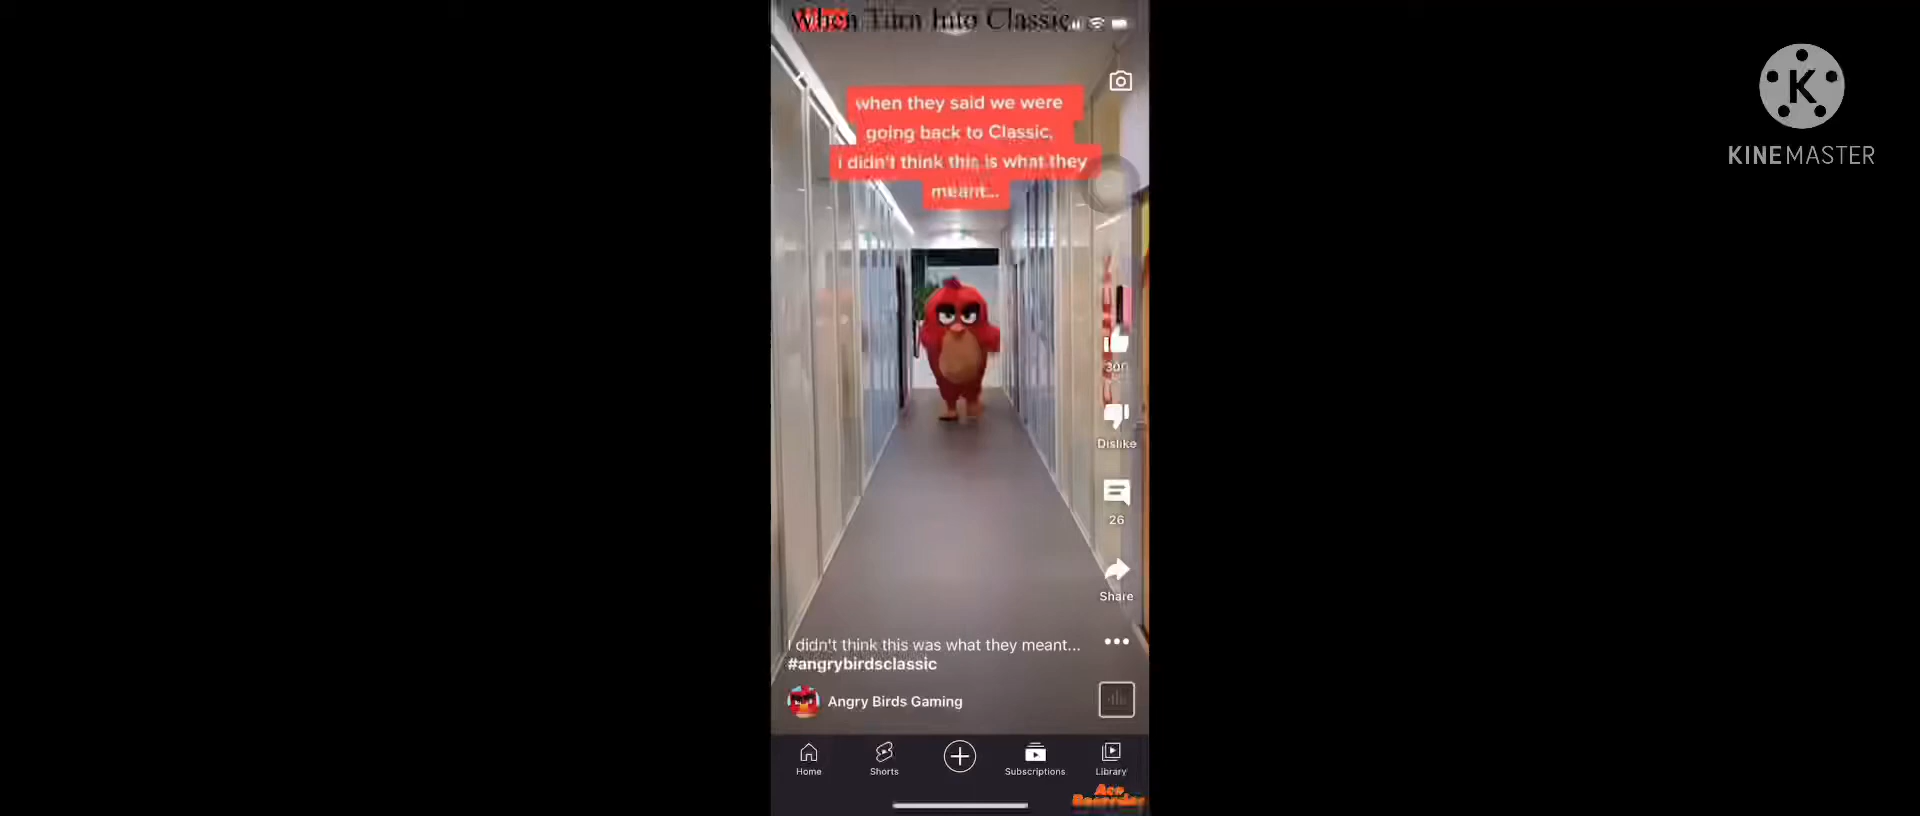 When Turn Into Classic
when they said we were
going back to Classic,
I didn't think this is what they
meant...
K
KINEMASTER
Dislike
26
Share
I didn't think this was what they meant...
#angrybirdsclassic
Angry Birds Gaming
Home
Shorts
Subscriptions
Library